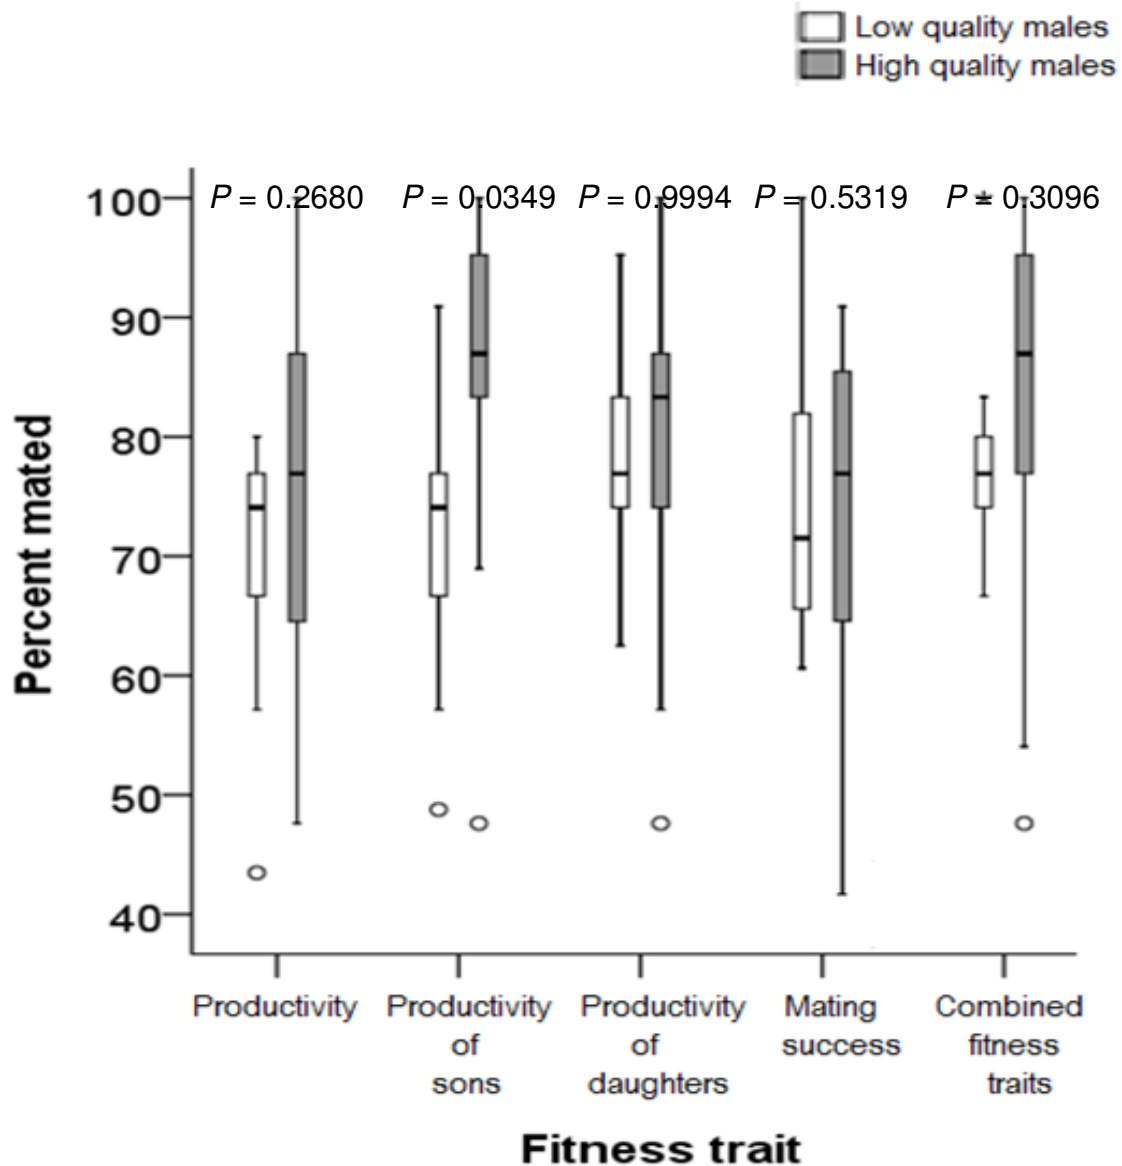 Low quality males
High quality males
P = 0.2680 P = 0.0349 P = 0.9994 P = 0.5319 P = 0.3096
100
90
80
70
60
50
40
Percent mated
Productivity Productivity Productivity Mating Combined
of of success fitness
sons daughters traits
Fitness trait